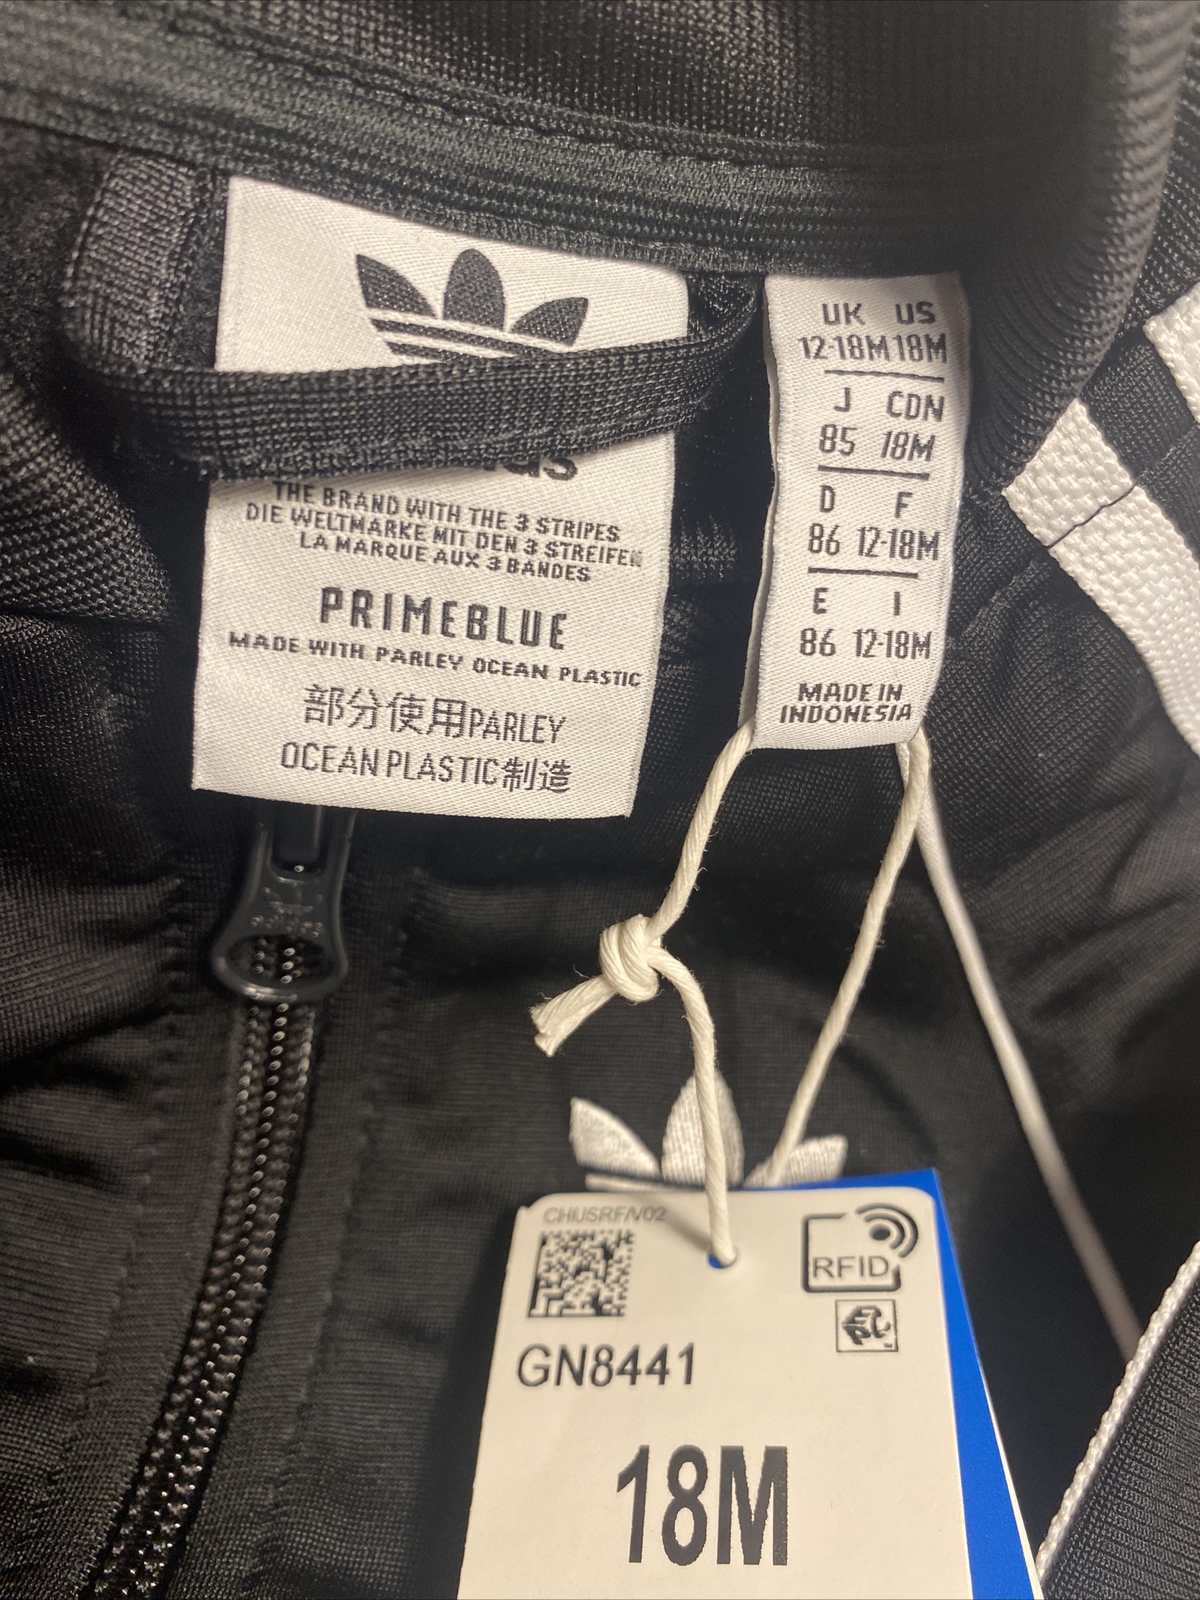 THE BRAND WITH THE 3 STRIPES
DIE WELTMARKE MIT DEN 3 STREIFEN
LA MARQUE AUX 3 BANDES
PRIMEBLUE
MADE WITH PARLEY OCEAN PLASTIC
部分使用PARLEY
OCEAN PLASTIC制造
UK US
12-18M 18M
J CDN
85 18M
D F
86 12-18M
E I
86 12-18M
MADE IN
INDONESIA
CHUSRF/V02
RFID
GN8441
18M